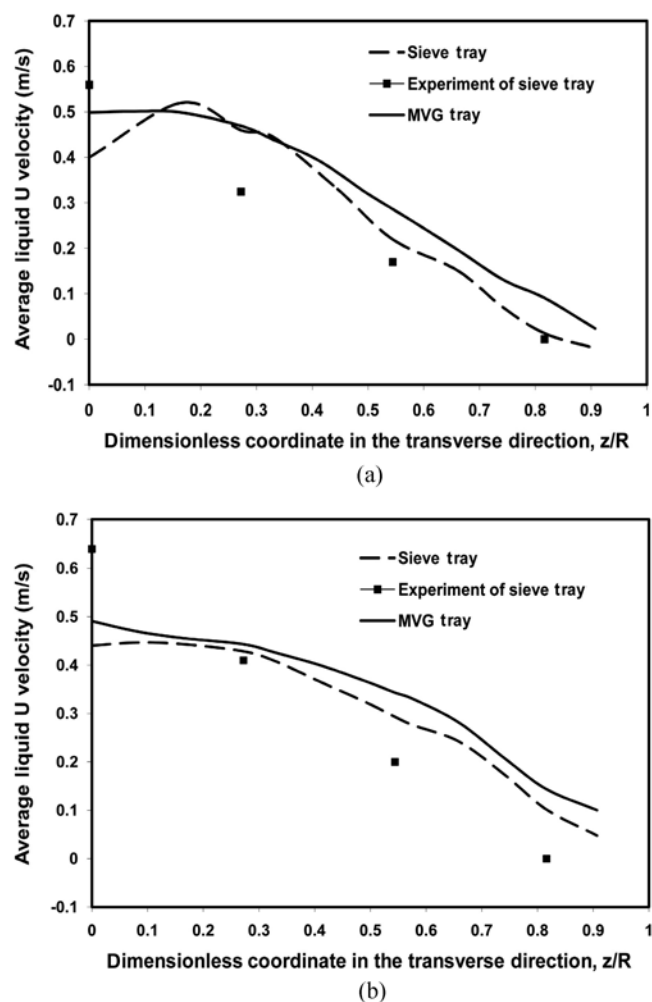 0.7
0.6
0.5
0.4
0.3
0.2
0.1
0
-0.1
Average liquid U velocity (m/s)
Sieve tray
Experiment of sieve tray
MVG tray
0 0.1 0.2 0.3 0.4 0.5 0.6 0.7 0.8 0.9 1
Dimensionless coordinate in the transverse direction, z/R
(a)
0.7
0.6
0.5
0.4
0.3
0.2
0.1
0
-0.1
Average liquid U velocity (m/s)
Sieve tray
Experiment of sieve tray
MVG tray
0 0.1 0.2 0.3 0.4 0.5 0.6 0.7 0.8 0.9 1
Dimensionless coordinate in the transverse direction, z/R
(b)